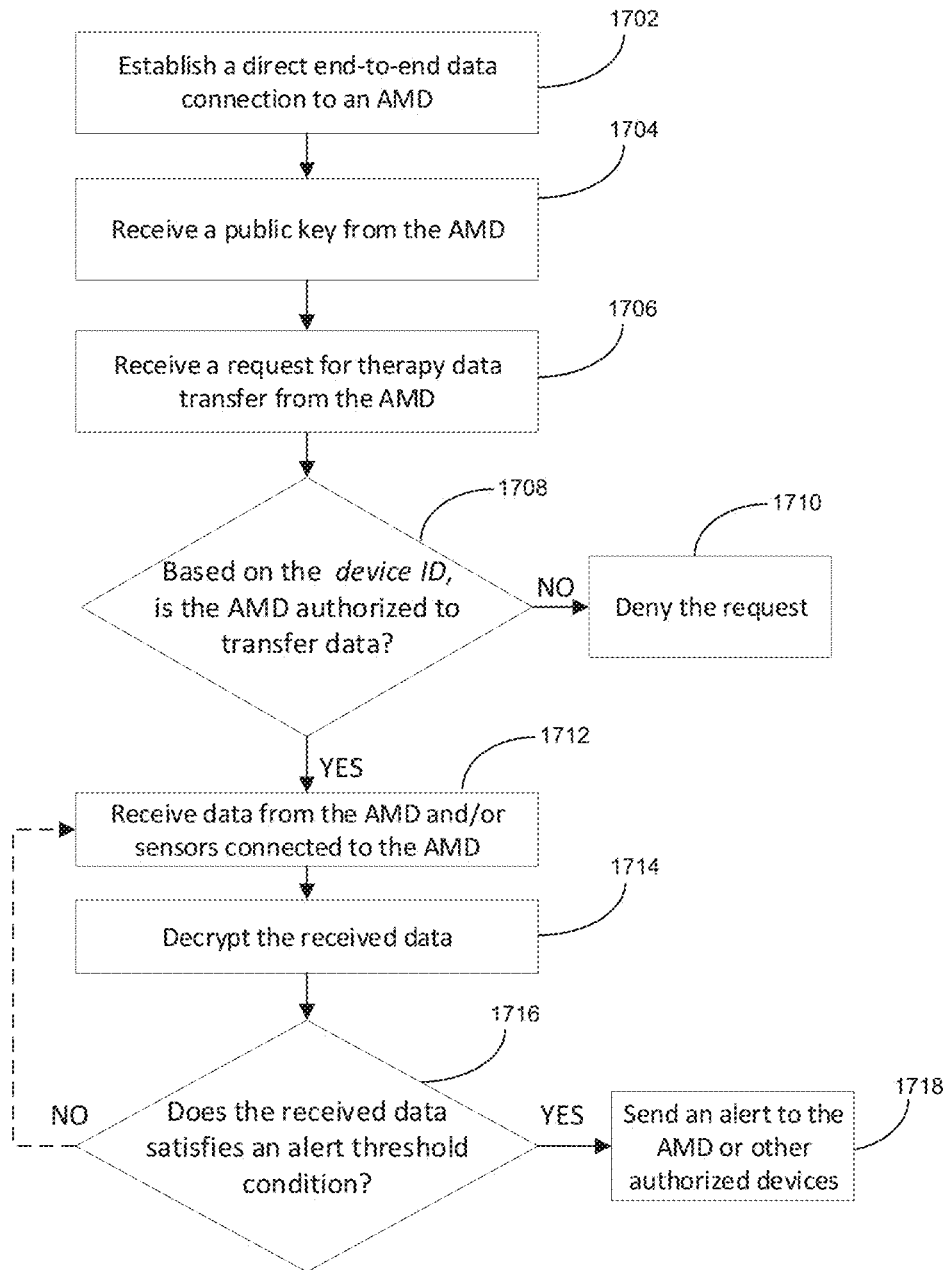 1702
Establish a direct end-to-end data
connection to an AMD
1704
Receive a public key from the AMD
1706
Receive a request for therapy data
transfer from the AMD
1708
Based on the device ID,
is the AMD authorized to
transfer data?
NO
1710
Deny the request
YES
1712
Receive data from the AMD and/or
sensors connected to the AMD
1714
Decrypt the received data
1716
Does the received data
satisfies an alert threshold
condition?
NO
YES
1718
Send an alert to the
AMD or other
authorized devices